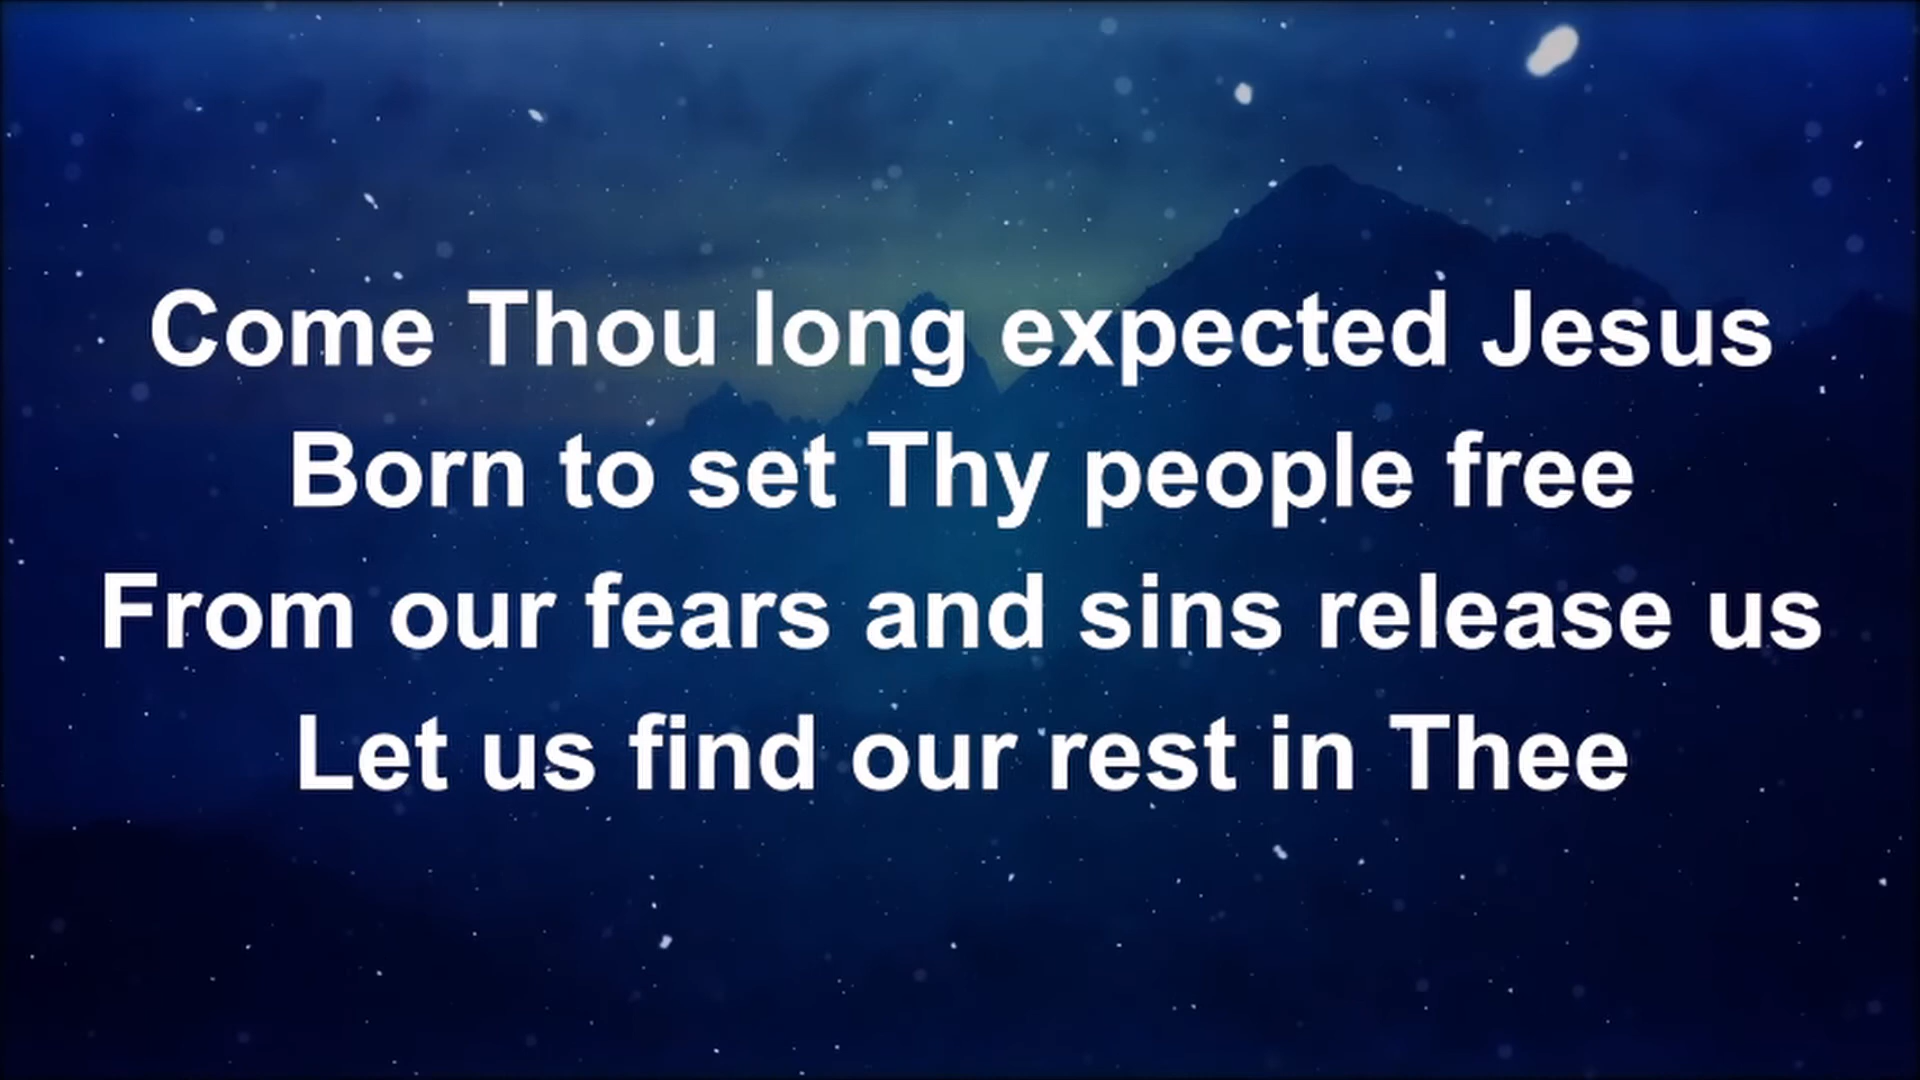 Come Thou long expected Jesus
Born to set Thy people free
From our fears and sins release us
Let us find our rest in Thee